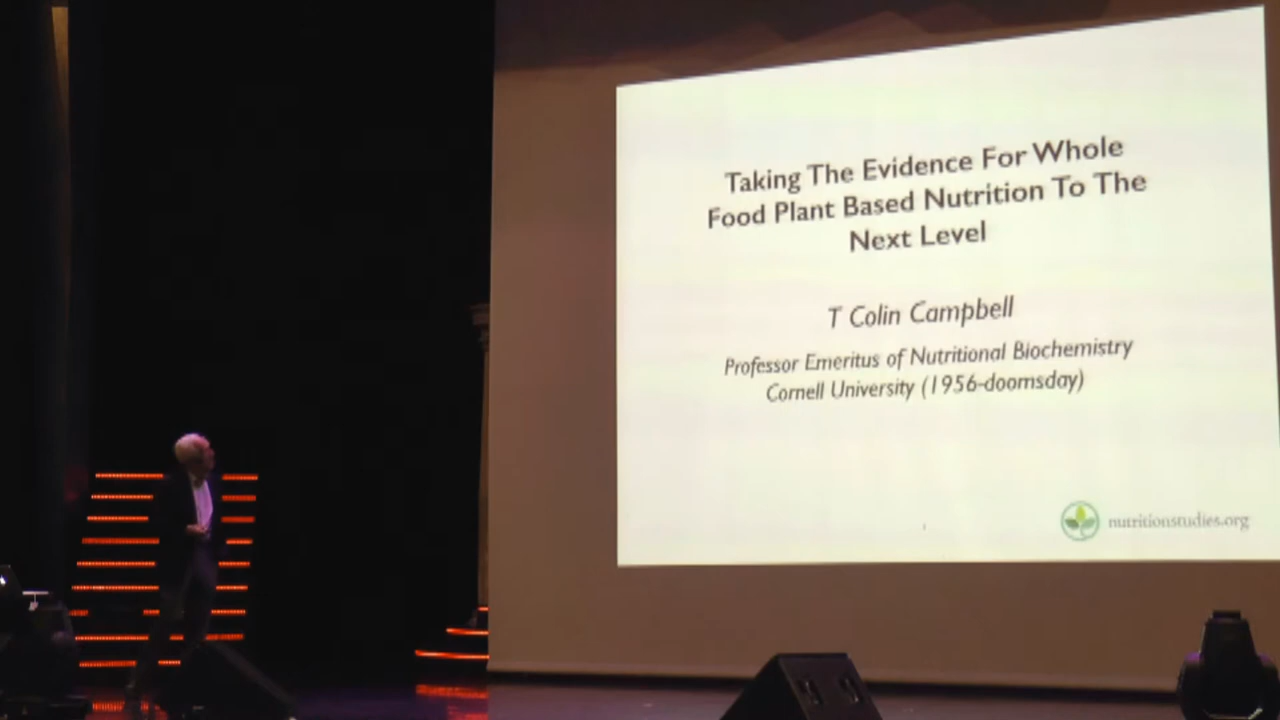 Taking The Evidence For Whole
Food Plant Based Nutrition To The
Next Level
T Colin Campbell
Professor Emeritus of Nutritional Biochemistry
Cornell University (1956-doomsday)
nutritionstudies.org